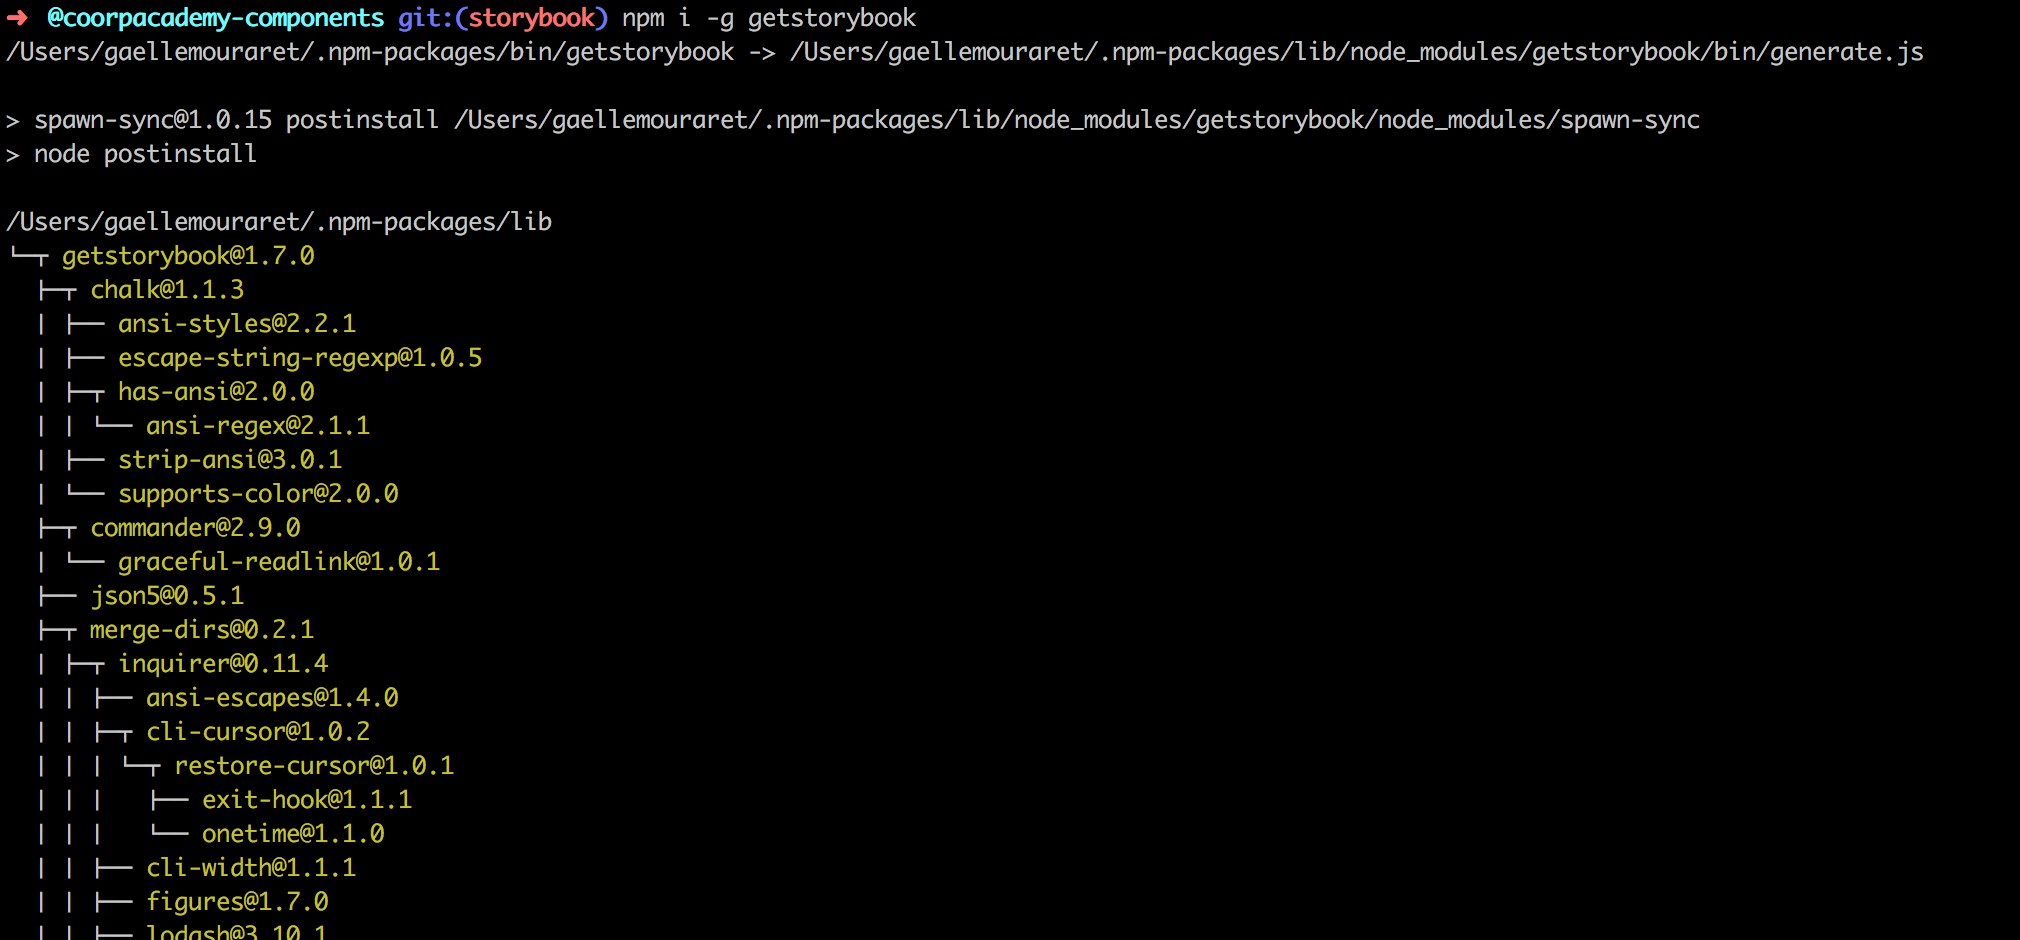 ➜ @coorpacademy-components git:(storybook) npm i -g getstorybook
/Users/gaellemouraret/.npm-packages/bin/getstorybook -> /Users/gaellemouraret/.npm-packages/lib/node_modules/getstorybook/bin/generate.js
> spawn-sync@1.0.15 postinstall /Users/gaellemouraret/.npm-packages/lib/node_modules/getstorybook/node_modules/spawn-sync
> node postinstall
/Users/gaellemouraret/.npm-packages/lib
└─┬ getstorybook@1.7.0
  ├─┬ chalk@1.1.3
  │ ├── ansi-styles@2.2.1
  │ ├── escape-string-regexp@1.0.5
  │ ├─┬ has-ansi@2.0.0
  │ │ └── ansi-regex@2.1.1
  │ ├── strip-ansi@3.0.1
  │ └── supports-color@2.0.0
  ├─┬ commander@2.9.0
  │ └── graceful-readlink@1.0.1
  ├── json5@0.5.1
  ├─┬ merge-dirs@0.2.1
  │ ├─┬ inquirer@0.11.4
  │ │ ├── ansi-escapes@1.4.0
  │ │ ├─┬ cli-cursor@1.0.2
  │ │ │ └─┬ restore-cursor@1.0.1
  │ │ │   ├── exit-hook@1.1.1
  │ │ │   └── onetime@1.1.0
  │ │ ├── cli-width@1.1.1
  │ │ ├── figures@1.7.0
  │ │ ├── lodash@3.10.1